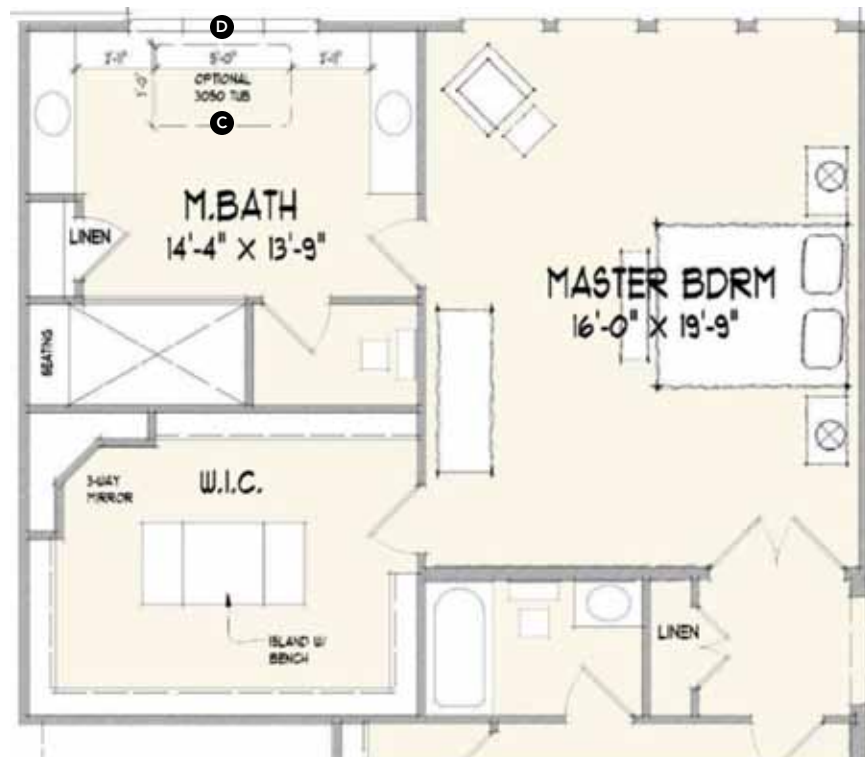 D
2'-11" 5'-0" 2'-11"
OPTIONAL
3050 TUB
3'-0"
C
M.BATH
14'-4" X 13'-9"
LINEN
MASTER BDRM
16'-0" X 19'-9"
SEATING
3-WAY
MIRROR
W.I.C.
ISLAND W/
BENCH
LINEN